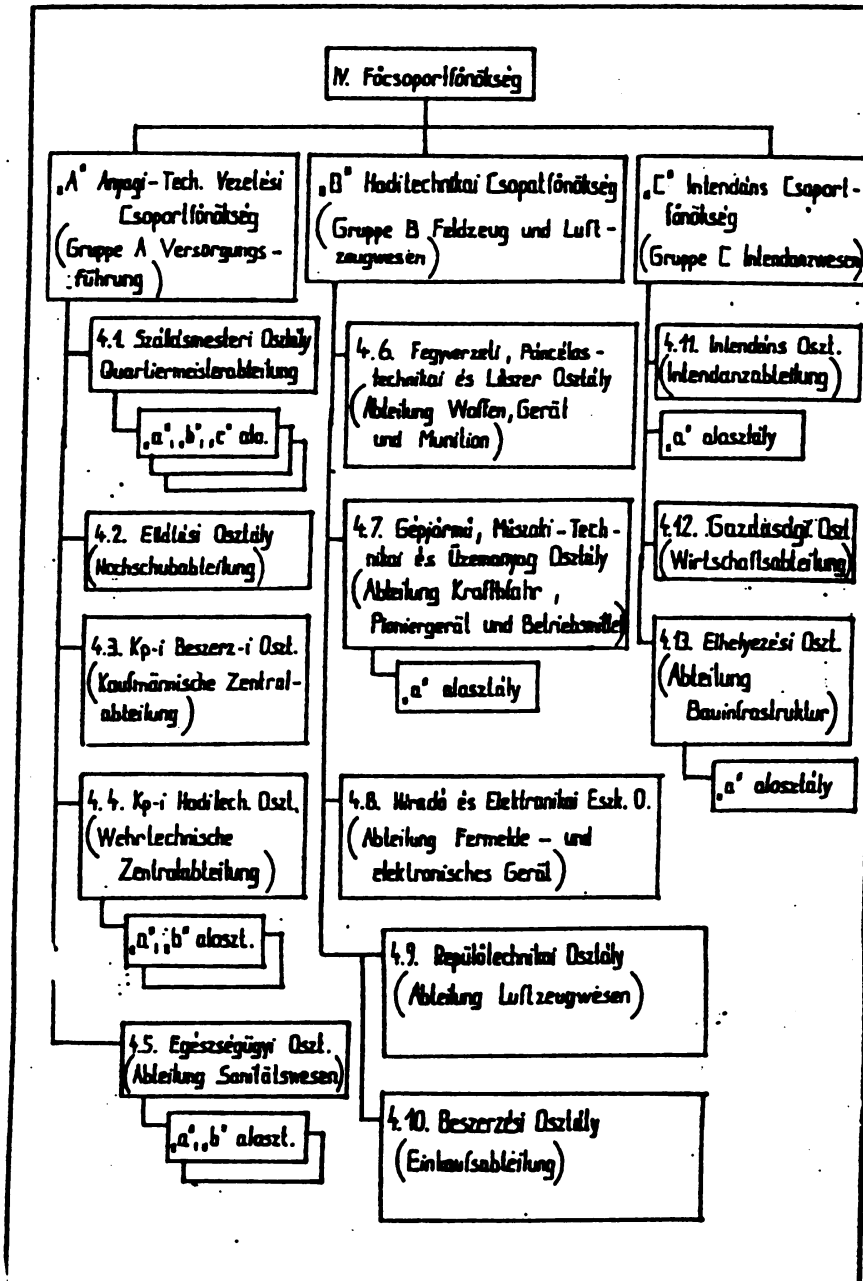 IV. Főcsoportfőnökség
„A" Anyagi-Tech. Vezetési
Csoportfőnökség
(Gruppe A Versorgungs-
führung)
4.1. Szállásmesteri Osztály
Quartiermeisterabteilung
„a",„b",„c" alo.
4.2. Ellátási Osztály
(Nachschubabteilung)
4.3. Kp-i Beszerz-i Oszt.
(Kaufmännische Zentral-
abteilung)
4.4. Kp-i Haditech. Oszt.
(Wehrtechnische
Zentralabteilung)
„a",„b" aloszt.
4.5. Egészségügyi Oszt.
(Abteilung Sanitätswesen)
„a",„b" aloszt.
„B" Haditechnikai Csopatfőnökség
(Gruppe B Feldzeug und Luft-
zeugwesen)
4.6. Fegyverzeti, Páncélos-
technikai és Lőszer Osztály
(Abteilung Waffen, Gerät
und Munition)
4.7. Gépjármű, Műszaki-Tech-
nikai és Üzemanyag Osztály
(Abteilung Kraftfahr,
Pioniergerät und Betriebsmittel)
„a" alosztály
4.8. Híradó és Elektronikai Eszk. O.
(Abteilung Fermelde - und
elektronisches Gerät)
4.9. Repülőtechnikai Osztály
(Abteilung Luftzeugwesen)
4.10. Beszerzési Osztály
(Einkaufsabteilung)
„C" Intendáns Csoport-
főnökség
(Gruppe C Intendanzwesen)
4.11. Intendáns Oszt.
(Intendanzabteilung)
„a" alosztály
4.12. Gazdasági Oszt
(Wirtschaftsabteilung)
4.13. Elhelyezési Oszt.
(Abteilung
Bauinfrastruktur)
„a" alosztály